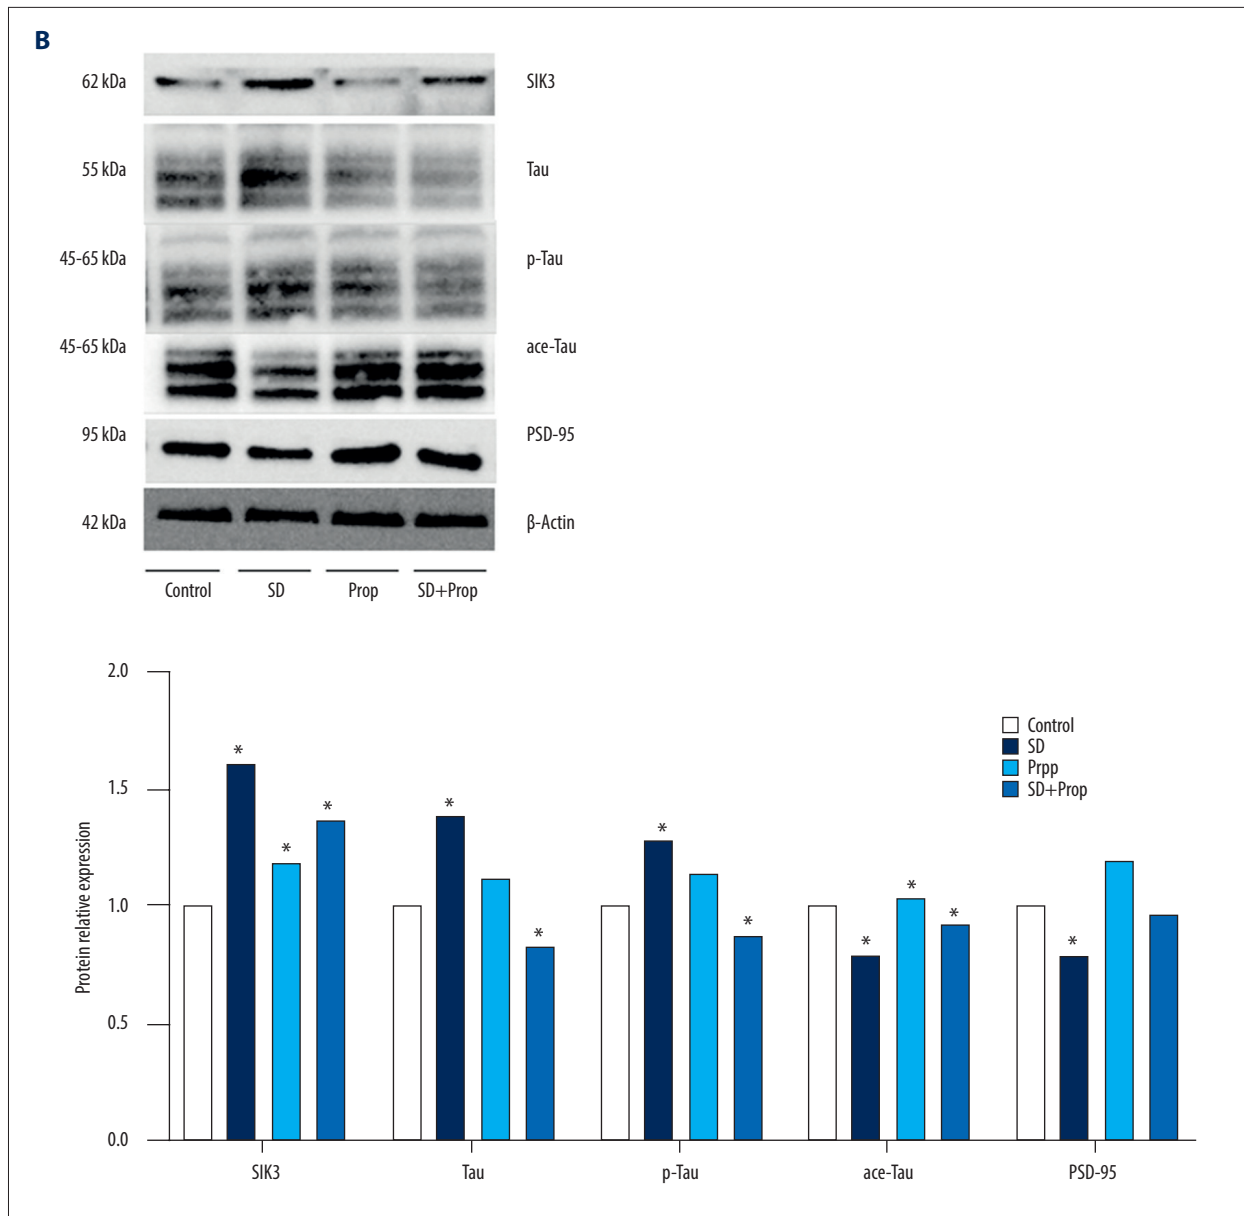 B
62 kDa
SIK3
55 kDa
Tau
45-65 kDa
p-Tau
45-65 kDa
ace-Tau
95 kDa
PSD-95
42 kDa
β-Actin
Control SD Prop SD+Prop
2.0
1.5
1.0
0.5
0.0
Protein relative expression
Control
SD
Prpp
SD+Prop
* * *
* *
* *
* * *
*
SIK3 Tau p-Tau ace-Tau PSD-95